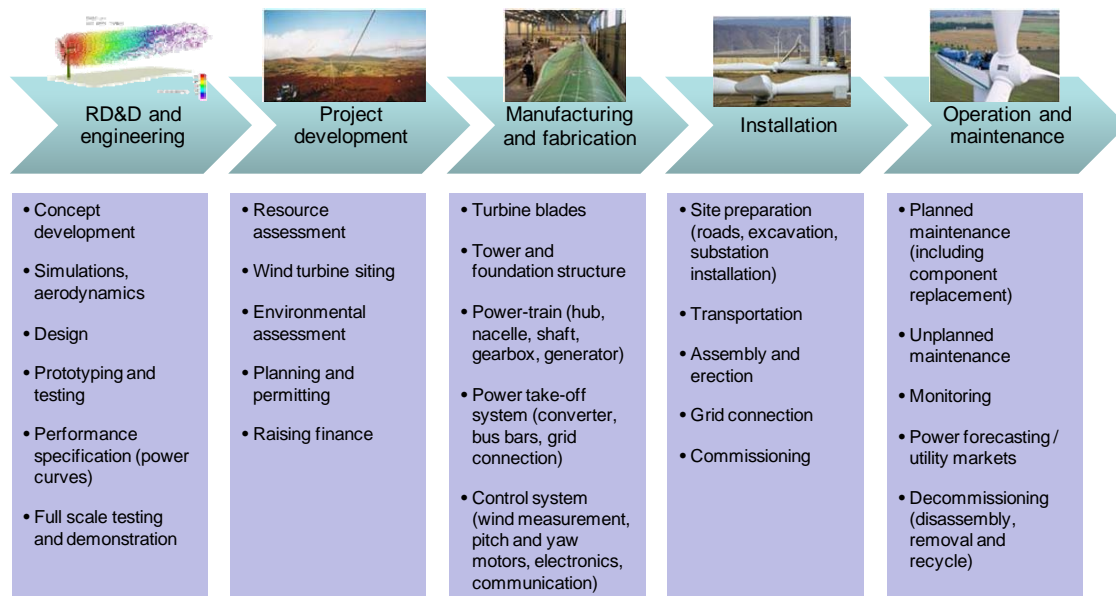 RD&D and
engineering
Project
development
Manufacturing
and fabrication
Installation
Operation and
maintenance
• Concept
development
• Simulations,
aerodynamics
• Design
• Prototyping and
testing
• Performance
specification (power
curves)
• Full scale testing
and demonstration
• Resource
assessment
• Wind turbine siting
• Environmental
assessment
• Planning and
permitting
• Raising finance
• Turbine blades
• Tower and
foundation structure
• Power-train (hub,
nacelle, shaft,
gearbox, generator)
• Power take-off
system (converter,
bus bars, grid
connection)
• Control system
(wind measurement,
pitch and yaw
motors, electronics,
communication)
• Site preparation
(roads, excavation,
substation
installation)
• Transportation
• Assembly and
erection
• Grid connection
• Commissioning
• Planned
maintenance
(including
component
replacement)
• Unplanned
maintenance
• Monitoring
• Power forecasting /
utility markets
• Decommissioning
(disassembly,
removal and
recycle)